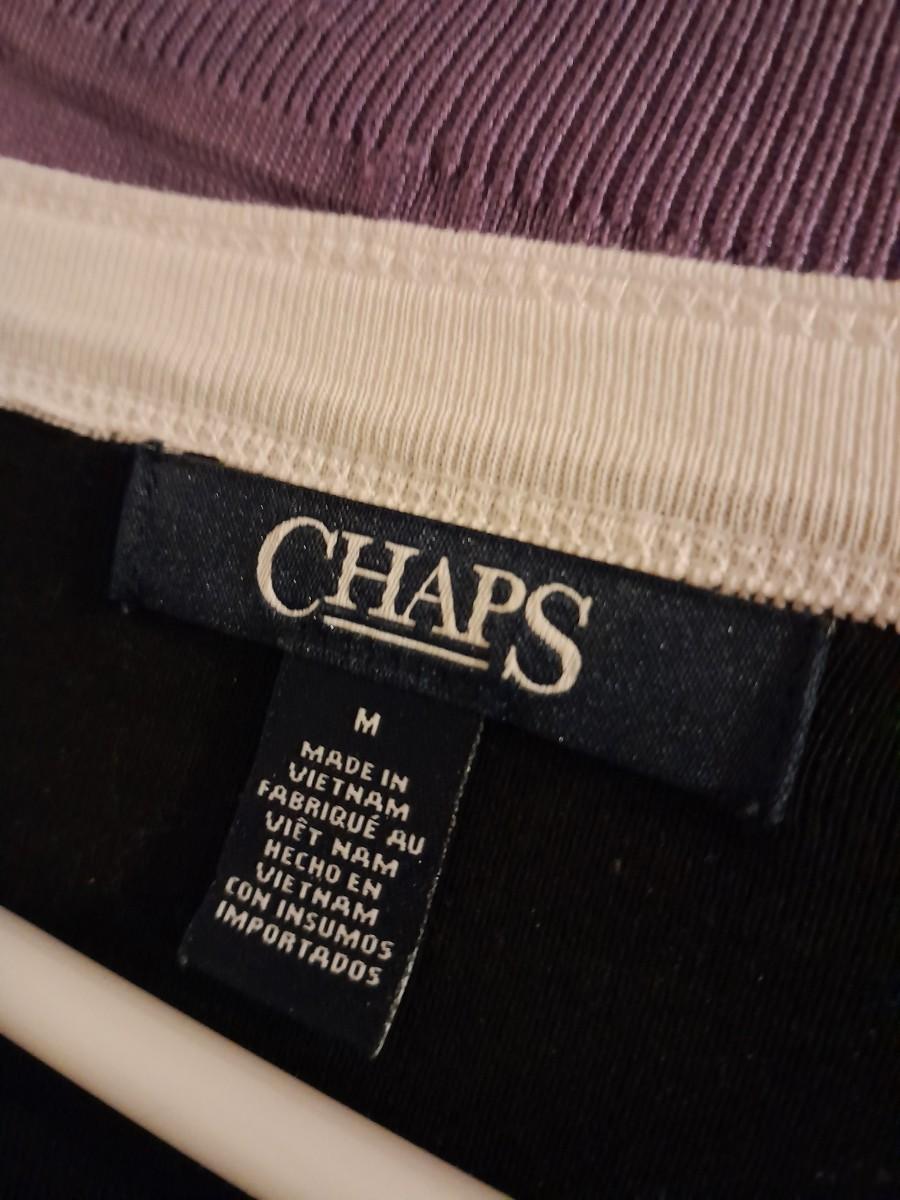 CHAPS
M
MADE IN
VIETNAM
FABRIQUÉ AU
VIÊT NAM
HECHO EN
VIETNAM
CON INSUMOS
IMPORTADOS